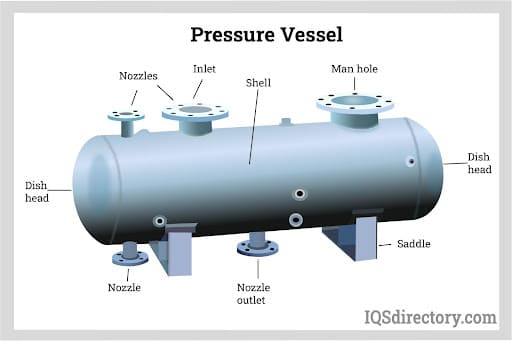 Pressure Vessel
Nozzles
Inlet
Shell
Man hole
Dish
head
Dish
head
Saddle
Nozzle
Nozzle
outlet
IQSdirectory.com